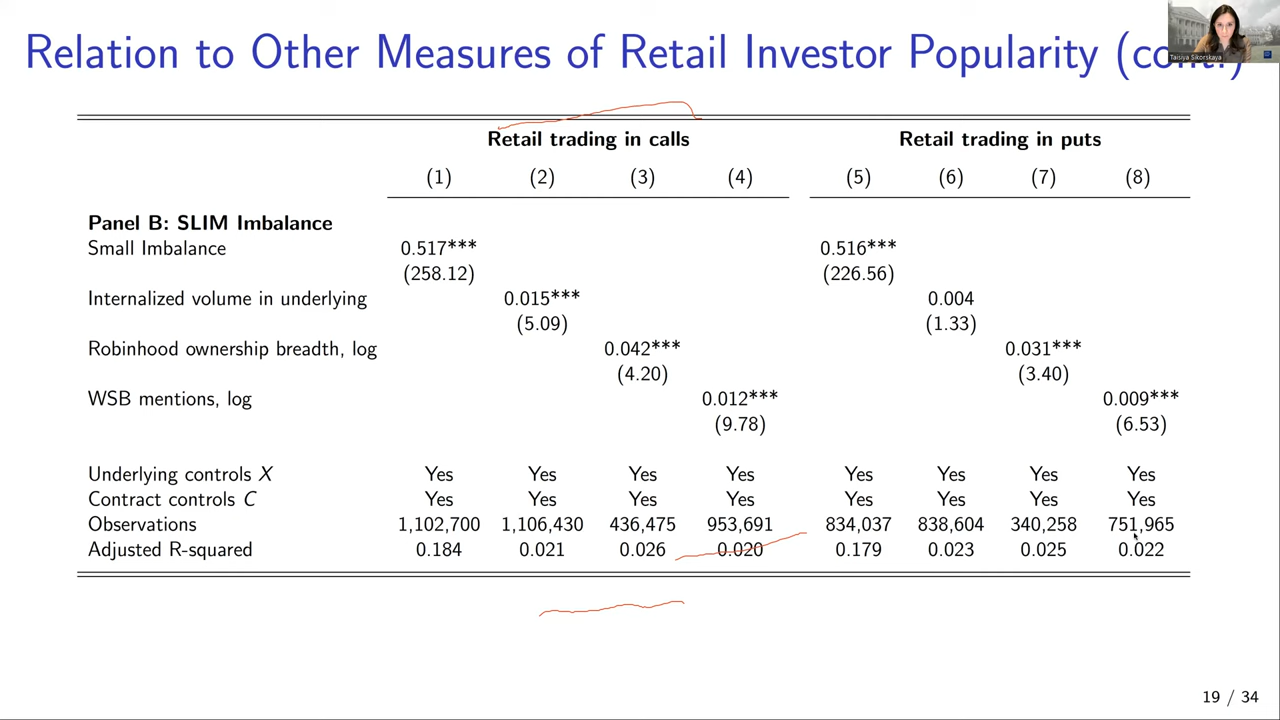 Relation to Other Measures of Retail Investor Popularity (cont.)
Taisiya Sikorskaya
Retail trading in calls Retail trading in puts
(1) (2) (3) (4) (5) (6) (7) (8)
Panel B: SLIM Imbalance
Small Imbalance 0.517*** 0.516***
(258.12) (226.56)
Internalized volume in underlying 0.015*** 0.004
(5.09) (1.33)
Robinhood ownership breadth, log 0.042*** 0.031***
(4.20) (3.40)
WSB mentions, log 0.012*** 0.009***
(9.78) (6.53)
Underlying controls X Yes Yes Yes Yes Yes Yes Yes Yes
Contract controls C Yes Yes Yes Yes Yes Yes Yes Yes
Observations 1,102,700 1,106,430 436,475 953,691 834,037 838,604 340,258 751,965
Adjusted R-squared 0.184 0.021 0.026 0.020 0.179 0.023 0.025 0.022
19 / 34